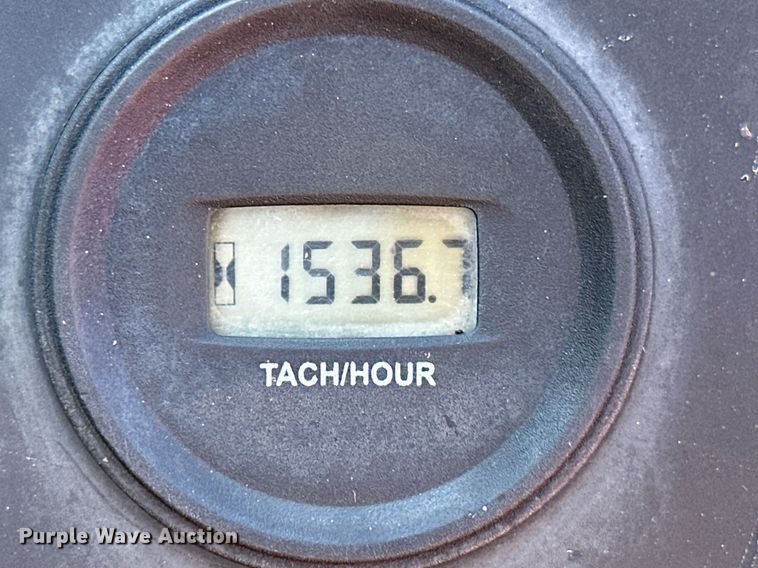 1536.7
TACH/HOUR
Purple Wave Auction